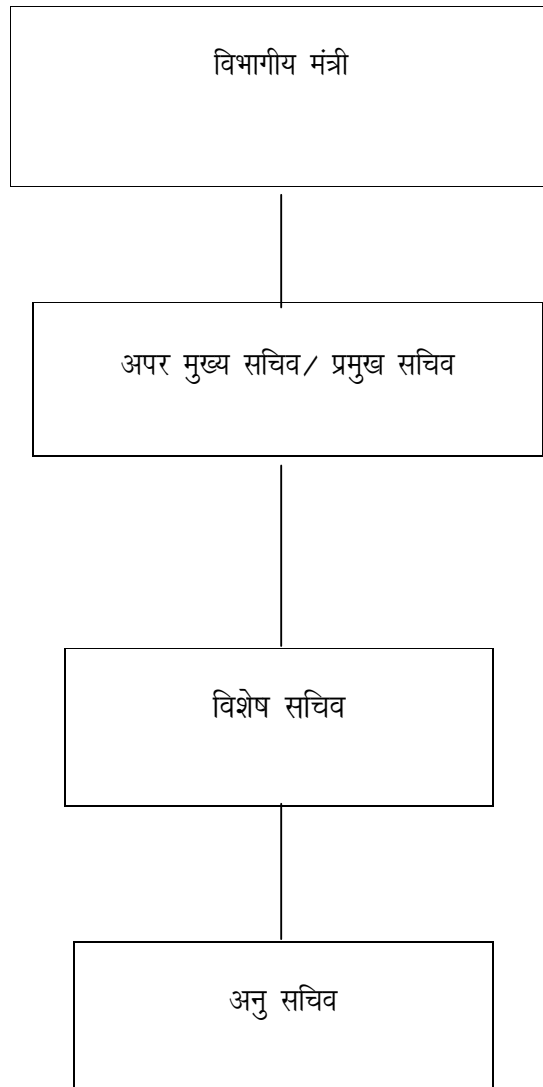 विभागीय मंत्री
अपर मुख्य सचिव/ प्रमुख सचिव
विशेष सचिव
अनु सचिव